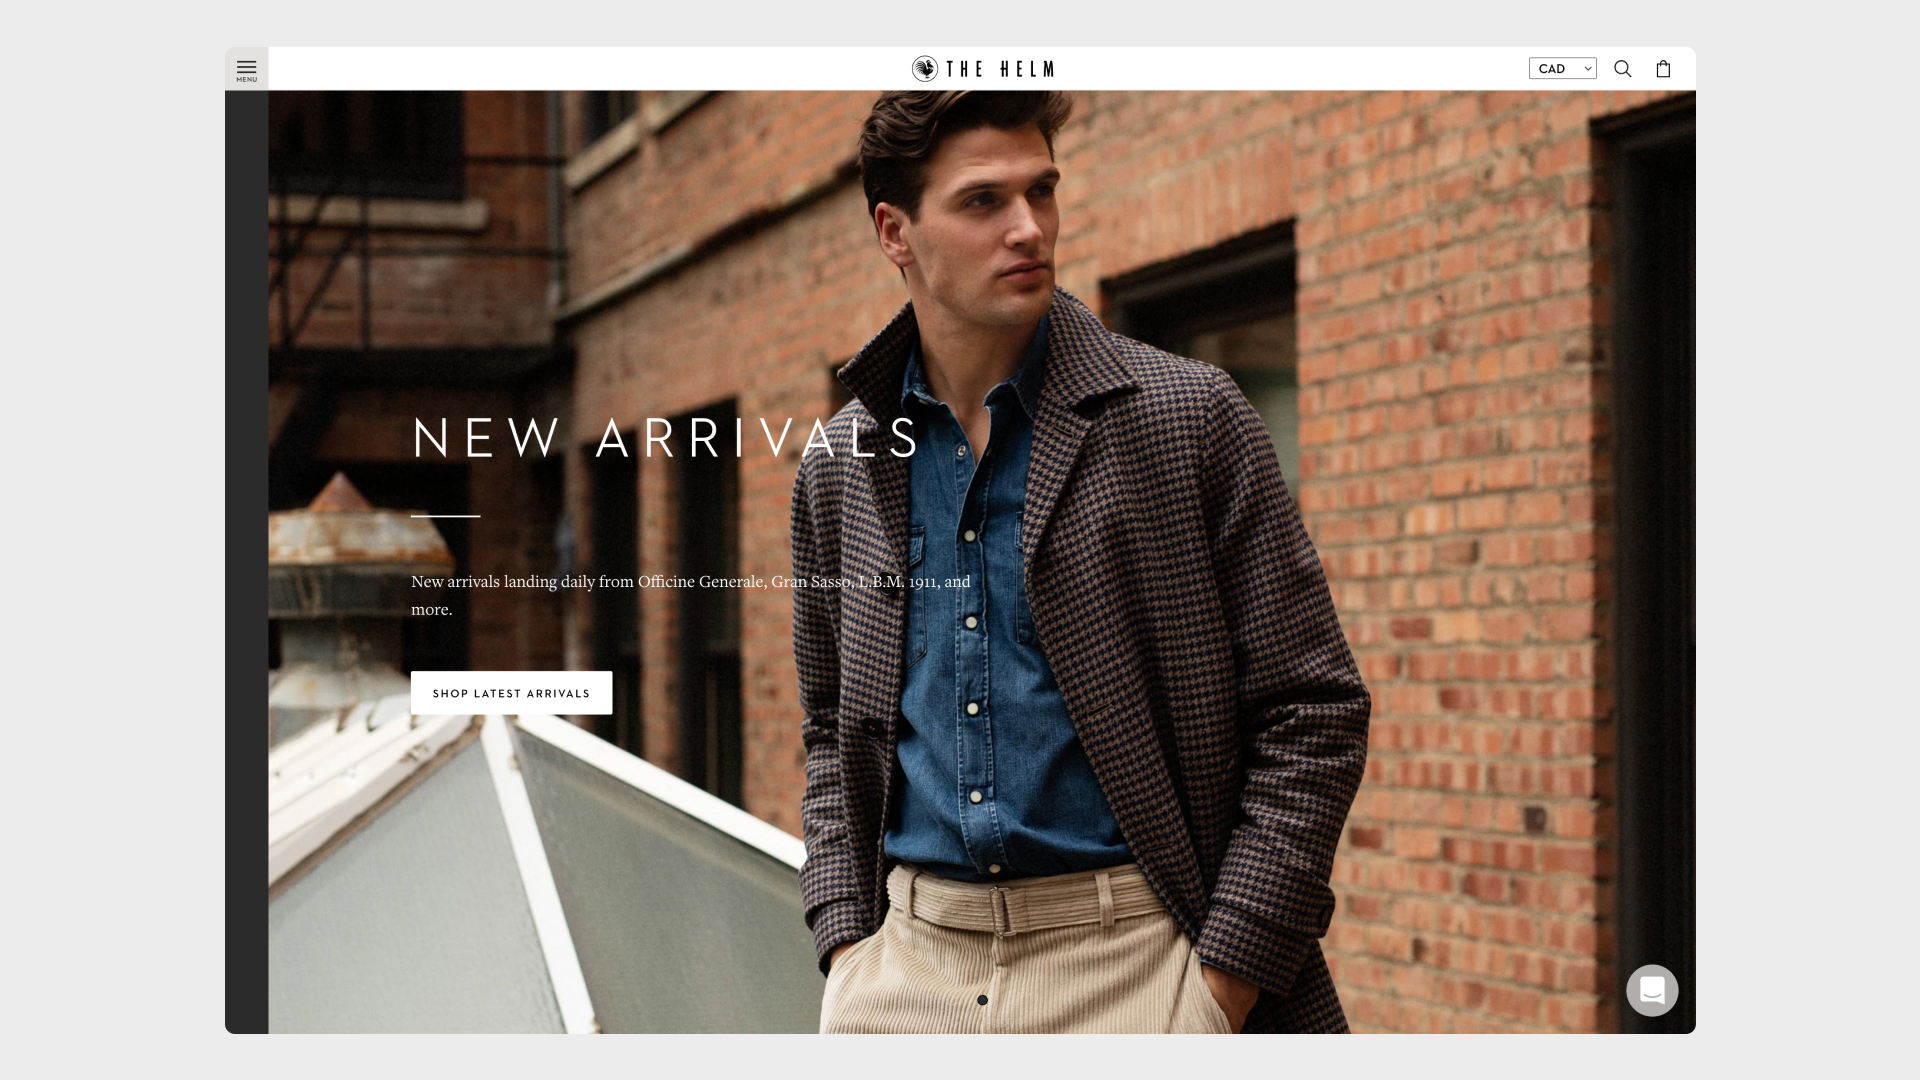 MENU
THE HELM
CAD
NEW ARRIVALS
New arrivals landing daily from Officine Generale, Gran Sasso, L.B.M. 1911, and
more.
SHOP LATEST ARRIVALS